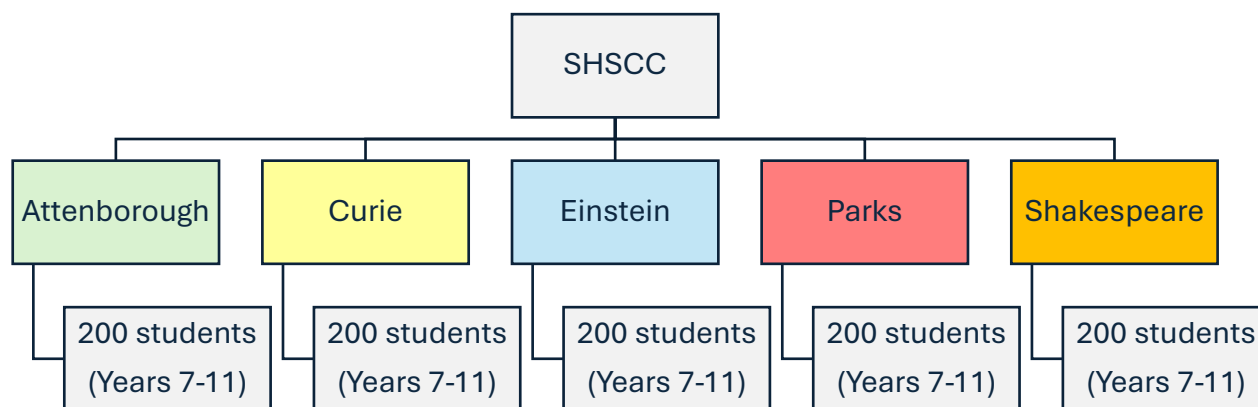 SHSCC
Attenborough
Curie
Einstein
Parks
Shakespeare
200 students
(Years 7-11)
200 students
(Years 7-11)
200 students
(Years 7-11)
200 students
(Years 7-11)
200 students
(Years 7-11)